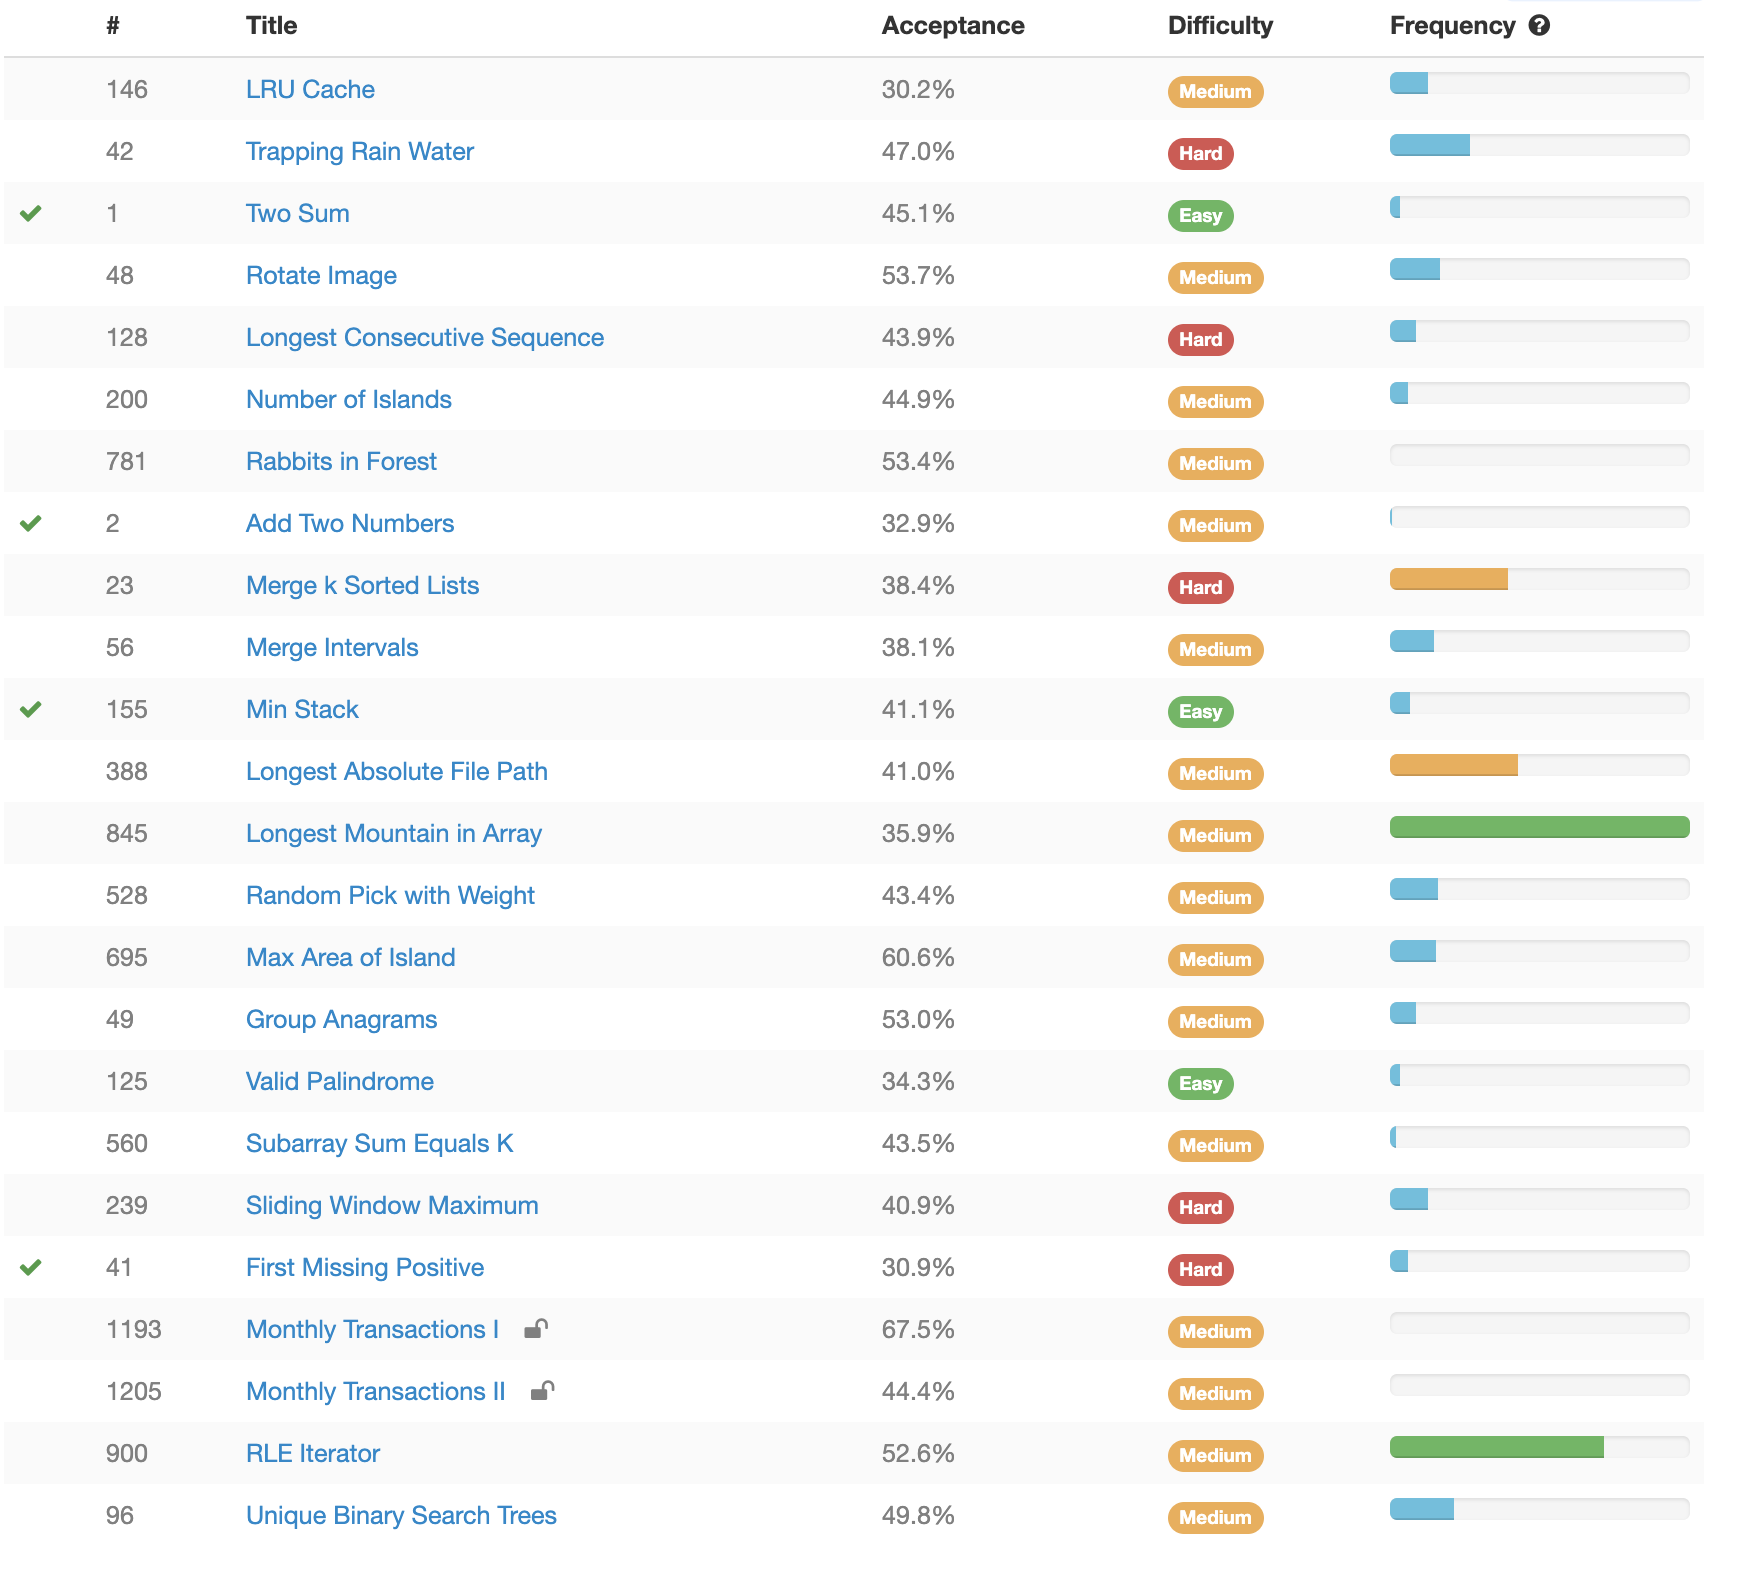 # Title Acceptance Difficulty Frequency ?
146 LRU Cache 30.2% Medium
42 Trapping Rain Water 47.0% Hard
1 Two Sum 45.1% Easy
48 Rotate Image 53.7% Medium
128 Longest Consecutive Sequence 43.9% Hard
200 Number of Islands 44.9% Medium
781 Rabbits in Forest 53.4% Medium
2 Add Two Numbers 32.9% Medium
23 Merge k Sorted Lists 38.4% Hard
56 Merge Intervals 38.1% Medium
155 Min Stack 41.1% Easy
388 Longest Absolute File Path 41.0% Medium
845 Longest Mountain in Array 35.9% Medium
528 Random Pick with Weight 43.4% Medium
695 Max Area of Island 60.6% Medium
49 Group Anagrams 53.0% Medium
125 Valid Palindrome 34.3% Easy
560 Subarray Sum Equals K 43.5% Medium
239 Sliding Window Maximum 40.9% Hard
41 First Missing Positive 30.9% Hard
1193 Monthly Transactions I 67.5% Medium
1205 Monthly Transactions II 44.4% Medium
900 RLE Iterator 52.6% Medium
96 Unique Binary Search Trees 49.8% Medium